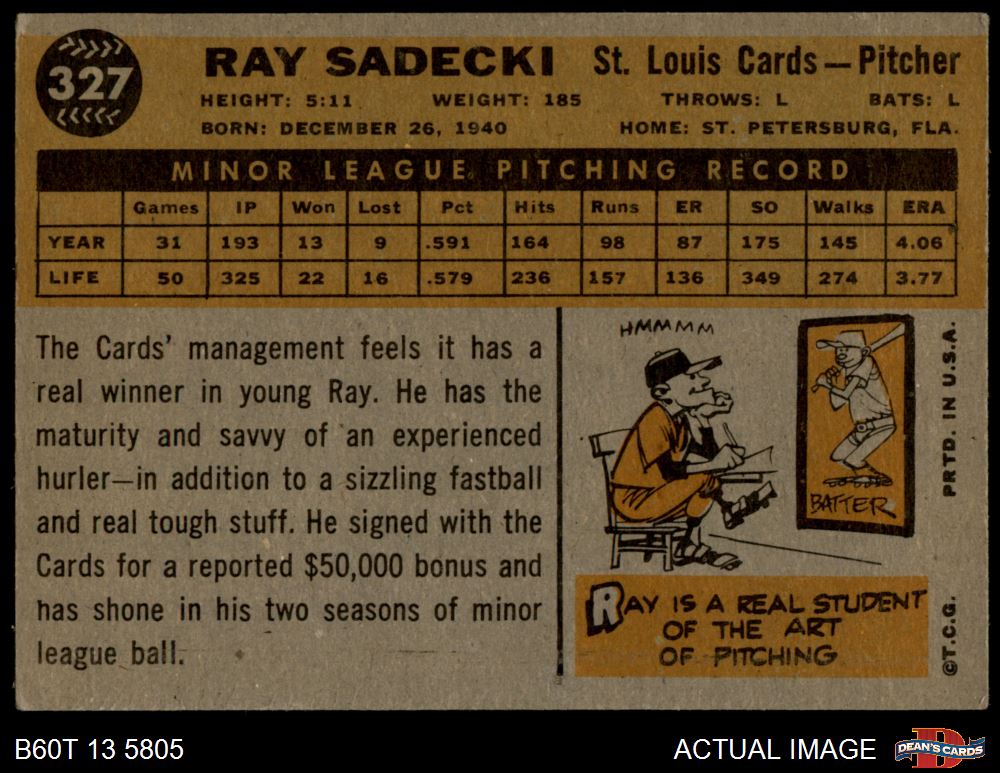 327
RAY SADECKI St. Louis Cards—Pitcher
HEIGHT: 5:11 WEIGHT: 185 THROWS: L BATS: L
BORN: DECEMBER 26, 1940 HOME: ST. PETERSBURG, FLA.
MINOR LEAGUE PITCHING RECORD
Games IP Won Lost Pct Hits Runs ER SO Walks ERA
YEAR 31 193 13 9 .591 164 98 87 175 145 4.06
LIFE 50 325 22 16 .579 236 157 136 349 274 3.77
The Cards' management feels it has a
real winner in young Ray. He has the
maturity and savvy of an experienced
hurler—in addition to a sizzling fastball
and real tough stuff. He signed with the
Cards for a reported $50,000 bonus and
has shone in his two seasons of minor
league ball.
HMMMMM
BATTER
RAY IS A REAL STUDENT
OF THE ART
OF PITCHING
©T.C.G. PRTD. IN U.S.A.
B60T 13 5805
ACTUAL IMAGE
D
DEAN'S CARDS